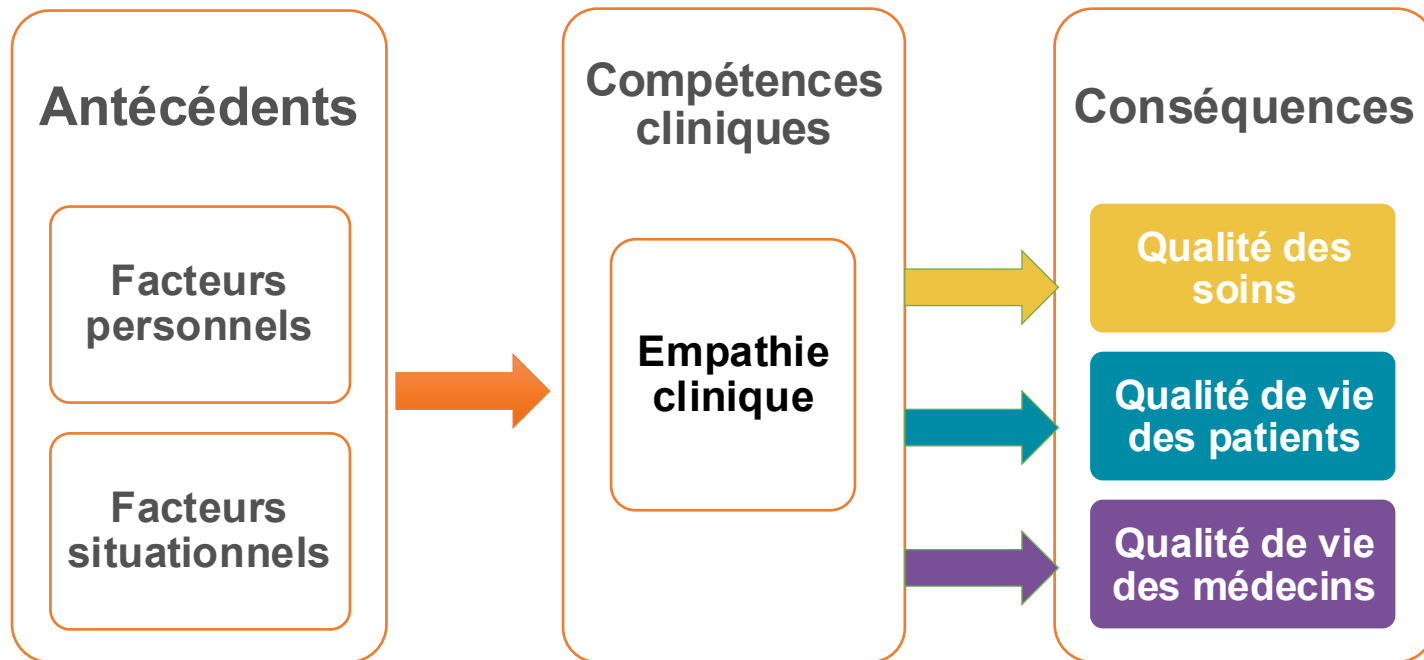 Antécédents
Facteurs
personnels
Facteurs
situationnels
Compétences
cliniques
Empathie
clinique
Conséquences
Qualité des
soins
Qualité de vie
des patients
Qualité de vie
des médecins